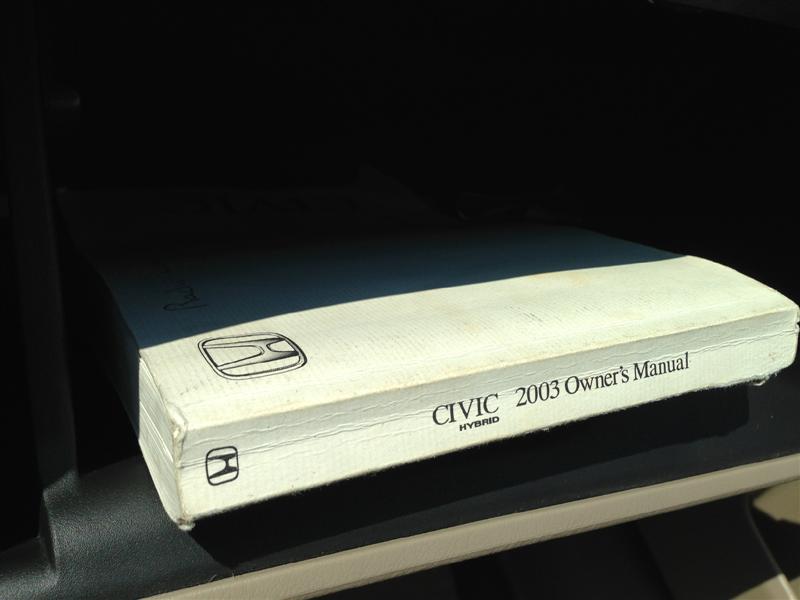 CIVIC 2003 Owner's Manual
HYBRID